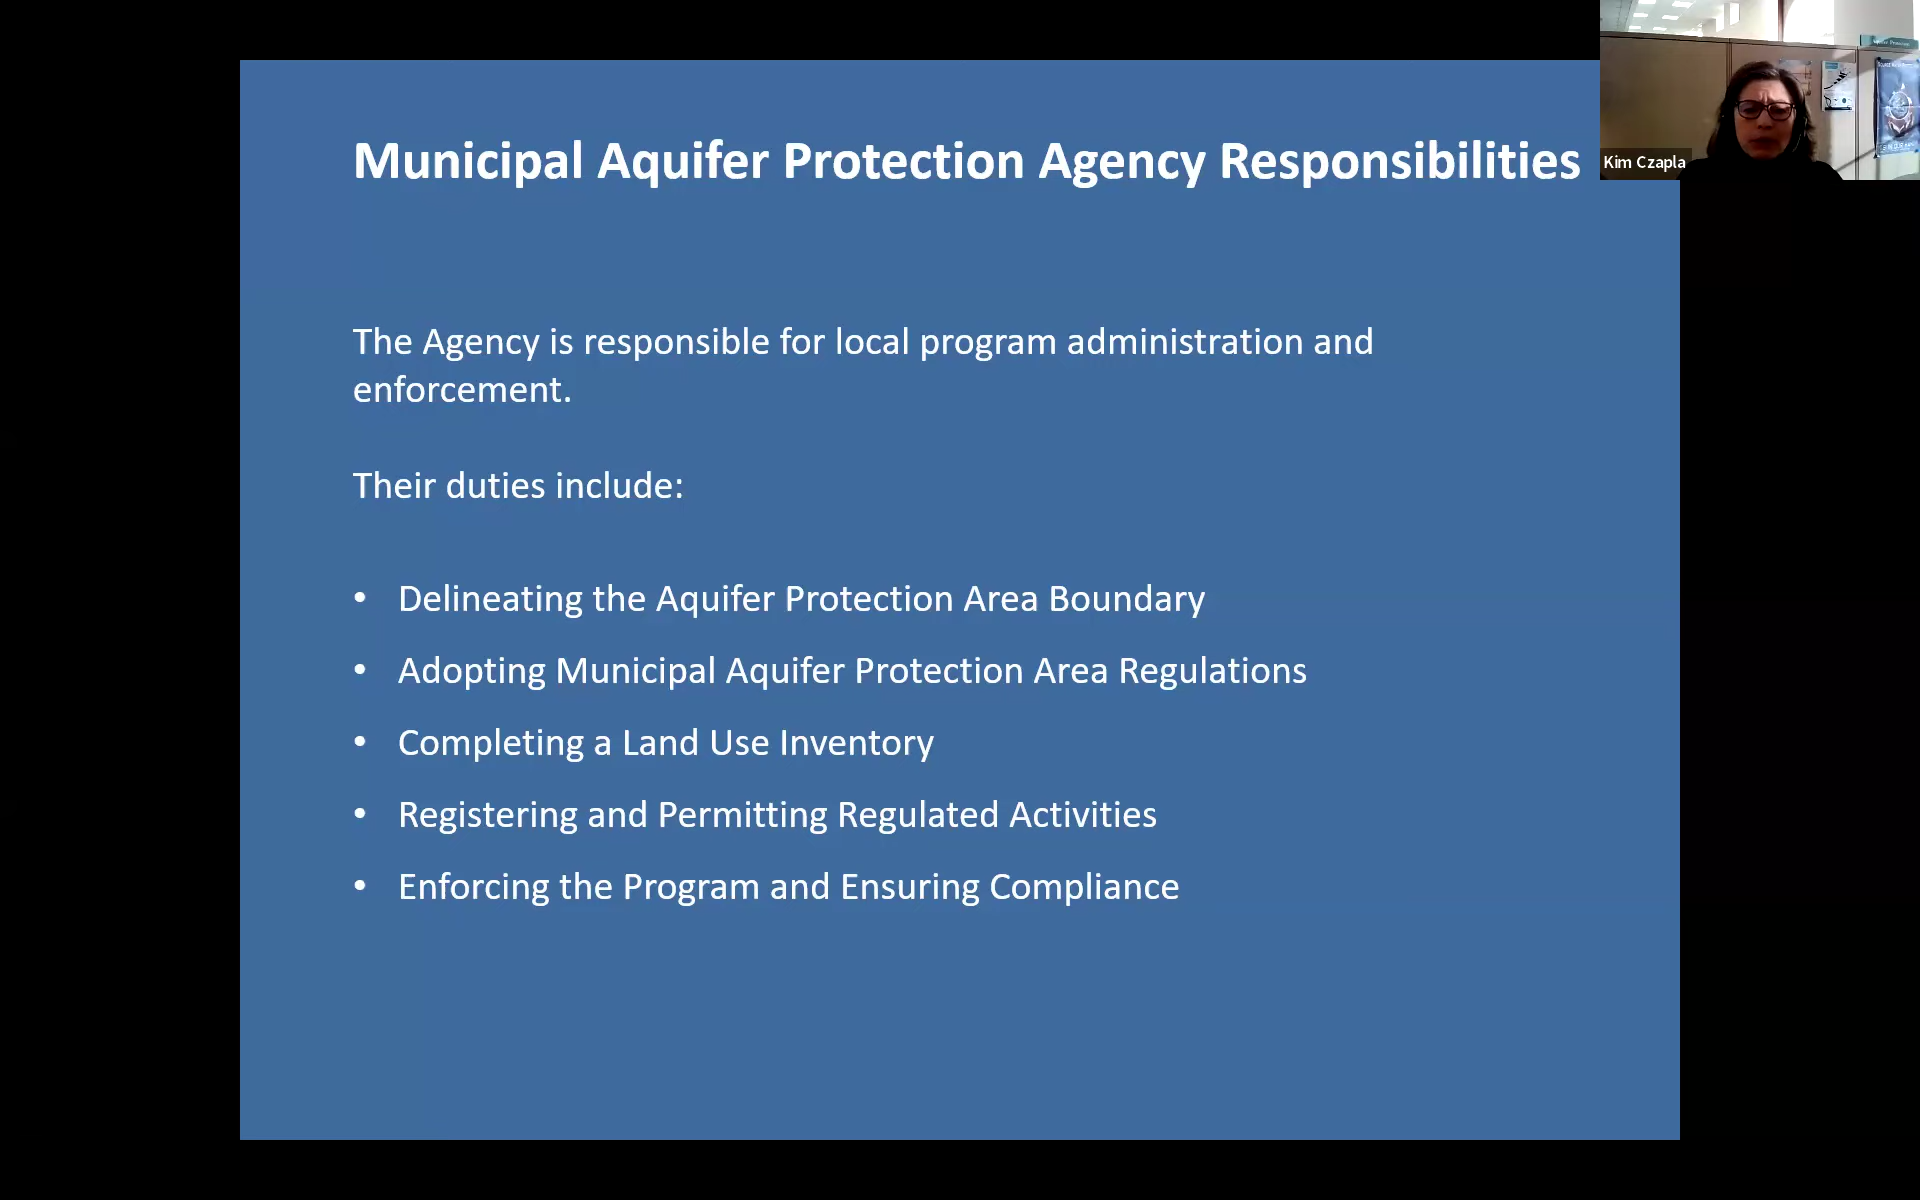 Municipal Aquifer Protection Agency Responsibilities
Kim Czapla
The Agency is responsible for local program administration and
enforcement.
Their duties include:
• Delineating the Aquifer Protection Area Boundary
• Adopting Municipal Aquifer Protection Area Regulations
• Completing a Land Use Inventory
• Registering and Permitting Regulated Activities
• Enforcing the Program and Ensuring Compliance